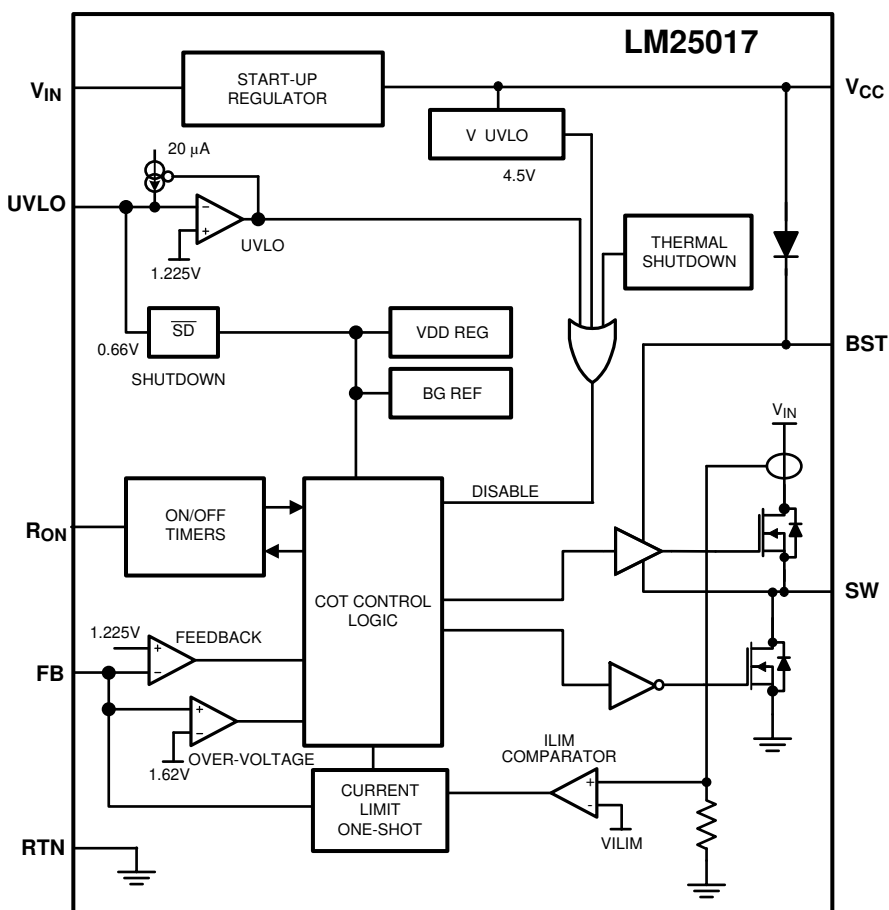 LM25017
START-UP
REGULATOR
VIN
VCC
V UVLO
4.5V
20 μA
UVLO
- 
+
UVLO
1.225V
THERMAL
SHUTDOWN
SD
0.66V
SHUTDOWN
VDD REG
BG REF
BST
VIN
DISABLE
RON
ON/OFF
TIMERS
COT CONTROL
LOGIC
SW
1.225V
FEEDBACK
+
-
FB
+
-
1.62V
OVER-VOLTAGE
ILIM
COMPARATOR
+
-
VILIM
CURRENT
LIMIT
ONE-SHOT
RTN